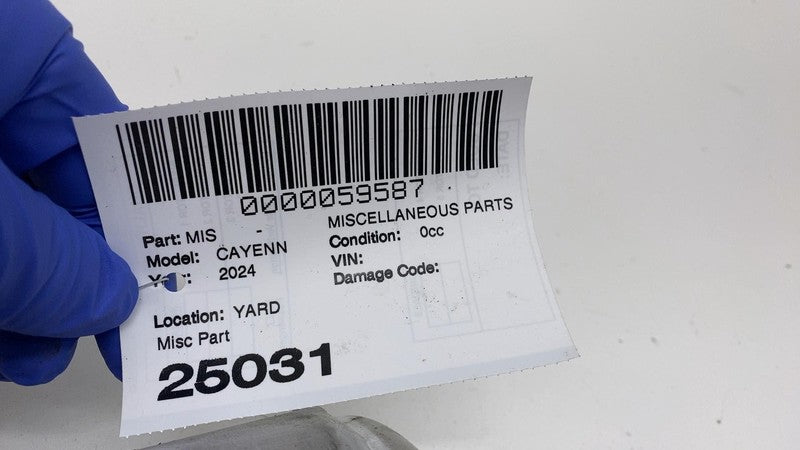 0000059587
MISCELLANEOUS PARTS
Part: MIS -
Condition: 0cc
Model: CAYENN
VIN:
2024
Damage Code:
Location: YARD
Misc Part
25031